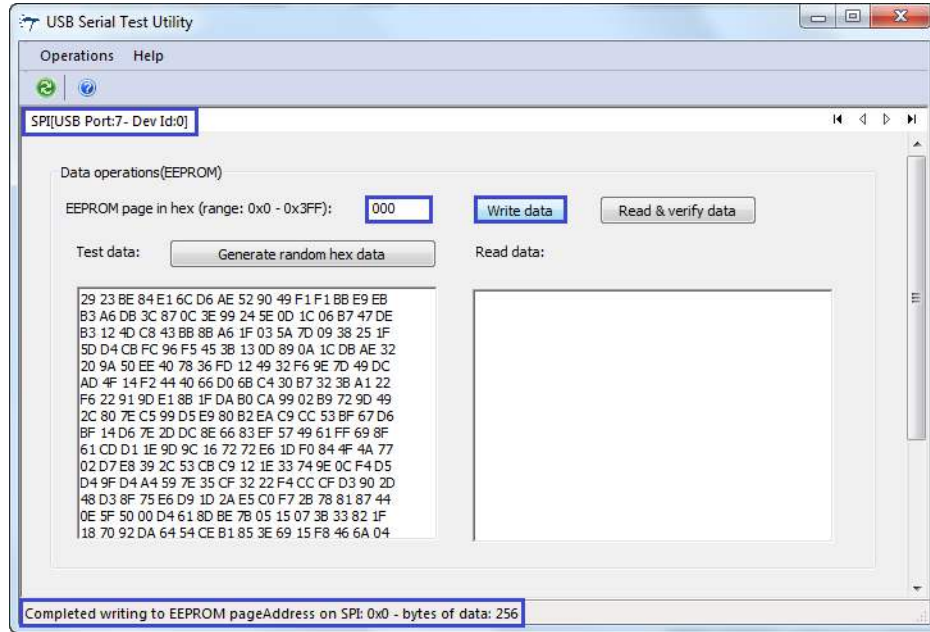 USB Serial Test Utility
Operations Help
SPI[USB Port:7- Dev Id:0]
Data operations(EEPROM)
EEPROM page in hex (range: 0x0 - 0x3FF): 000 Write data Read & verify data
Test data: Generate random hex data Read data:
29 23 BE 84 E1 6C D6 AE 52 90 49 F1 F1 BB E9 EB
B3 A6 DB 3C 87 0C 3E 99 24 5E 0D 1C 06 B7 47 DE
B3 12 4D C8 43 BB 8B A6 1F 03 5A 7D 09 38 25 1F
5D D4 CB FC 96 F5 45 3B 13 0D 89 0A 1C DB AE 32
20 9A 50 EE 40 78 36 FD 12 49 32 F6 9E 7D 49 DC
AD 4F 14 F2 44 40 66 D0 6B C4 30 B7 32 3B A1 22
F6 22 91 9D E1 8B 1F DA B0 CA 99 02 B9 72 9D 49
2C 80 7E C5 99 D5 E9 80 B2 EA C9 CC 53 BF 67 D6
BF 14 D6 7E 2D DC 8E 66 83 EF 57 49 61 FF 69 8F
61 CD D1 1E 9D 9C 16 72 72 E6 1D F0 84 4F 4A 77
02 D7 E8 39 2C 53 CB C9 12 1E 33 74 9E 0C F4 D5
D4 9F D4 A4 59 7E 35 CF 32 22 F4 CC CF D3 90 2D
48 D3 8F 75 E6 D9 1D 2A E5 C0 F7 2B 78 81 87 44
0E 5F 50 00 D4 61 8D BE 7B 05 15 07 3B 33 82 1F
18 70 92 DA 64 54 CE B1 85 3E 69 15 F8 46 6A 04
Completed writing to EEPROM pageAddress on SPI: 0x0 - bytes of data: 256